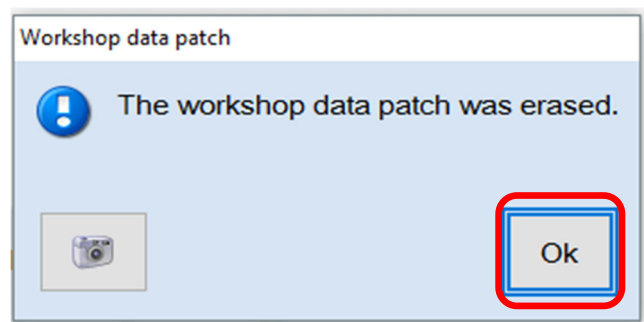 Workshop data patch
The workshop data patch was erased.
Ok